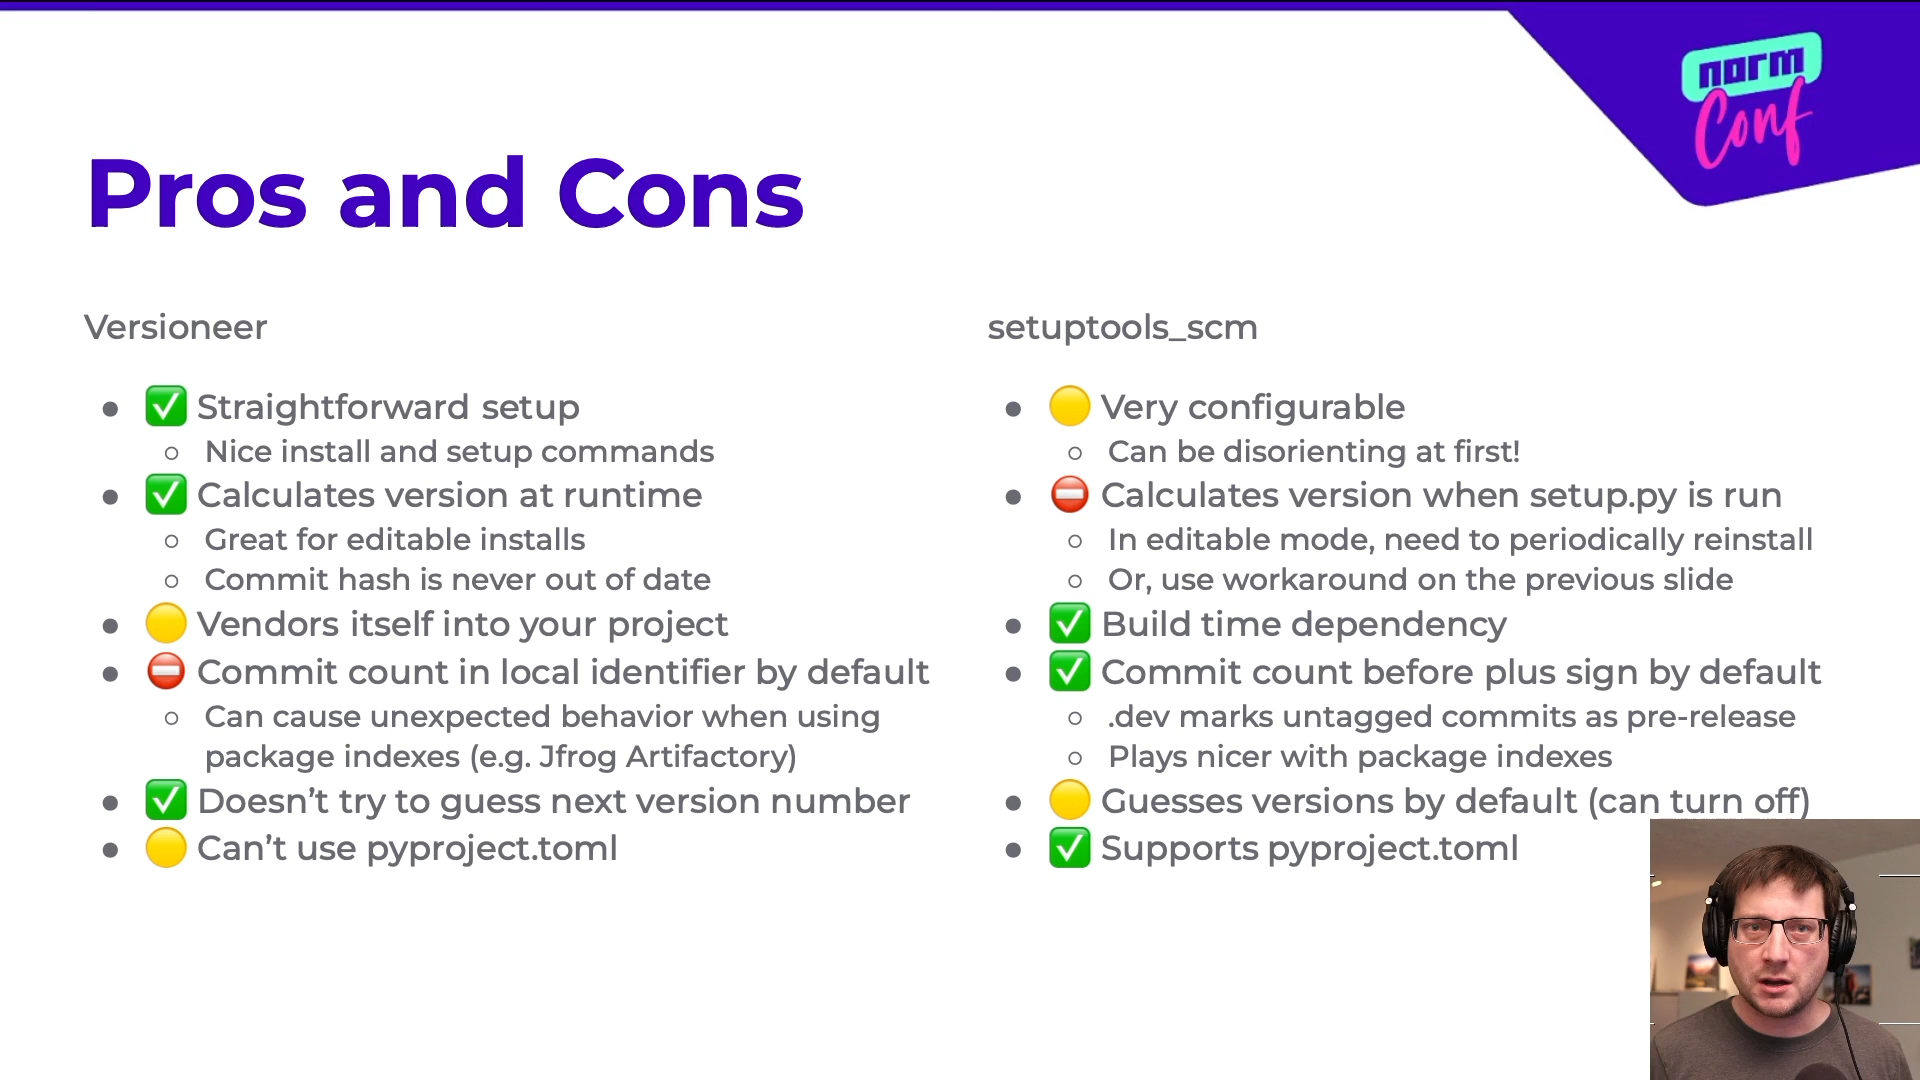 norm
Conf
Pros and Cons
Versioneer
● ✅ Straightforward setup
○ Nice install and setup commands
● ✅ Calculates version at runtime
○ Great for editable installs
○ Commit hash is never out of date
● 🟡 Vendors itself into your project
● ⛔ Commit count in local identifier by default
○ Can cause unexpected behavior when using
package indexes (e.g. Jfrog Artifactory)
● ✅ Doesn’t try to guess next version number
● 🟡 Can’t use pyproject.toml
setuptools_scm
● 🟡 Very configurable
○ Can be disorienting at first!
● ⛔ Calculates version when setup.py is run
○ In editable mode, need to periodically reinstall
○ Or, use workaround on the previous slide
● ✅ Build time dependency
● ✅ Commit count before plus sign by default
○ .dev marks untagged commits as pre-release
○ Plays nicer with package indexes
● 🟡 Guesses versions by default (can turn off)
● ✅ Supports pyproject.toml